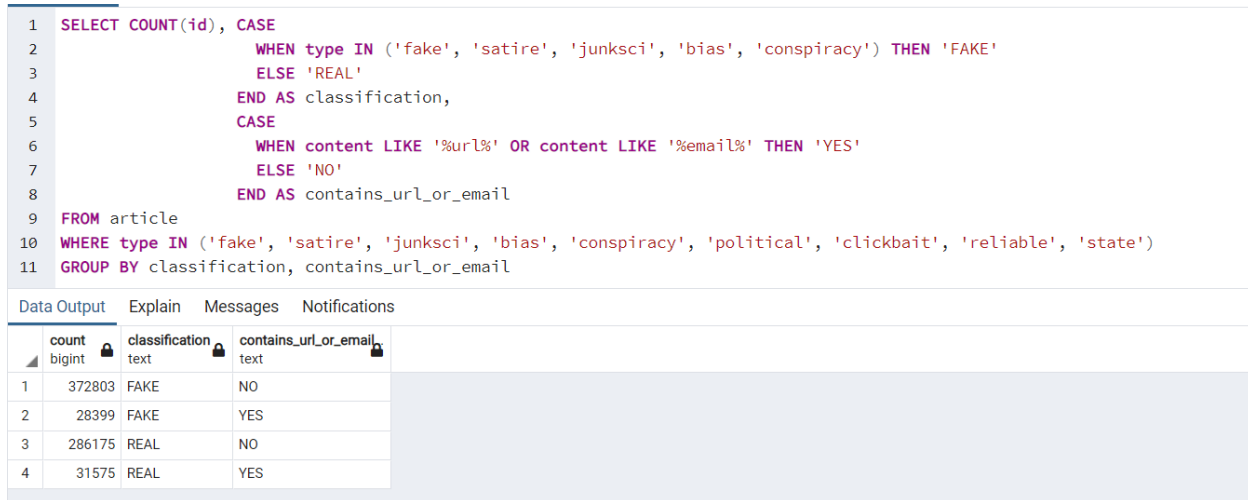 1 SELECT COUNT(id), CASE
2 WHEN type IN ('fake', 'satire', 'junksci', 'bias', 'conspiracy') THEN 'FAKE'
3 ELSE 'REAL'
4 END AS classification,
5 CASE
6 WHEN content LIKE '%url%' OR content LIKE '%email%' THEN 'YES'
7 ELSE 'NO'
8 END AS contains_url_or_email
9 FROM article
10 WHERE type IN ('fake', 'satire', 'junksci', 'bias', 'conspiracy', 'political', 'clickbait', 'reliable', 'state')
11 GROUP BY classification, contains_url_or_email
Data Output Explain Messages Notifications
count classification contains_url_or_email
bigint text text
1 372803 FAKE NO
2 28399 FAKE YES
3 286175 REAL NO
4 31575 REAL YES